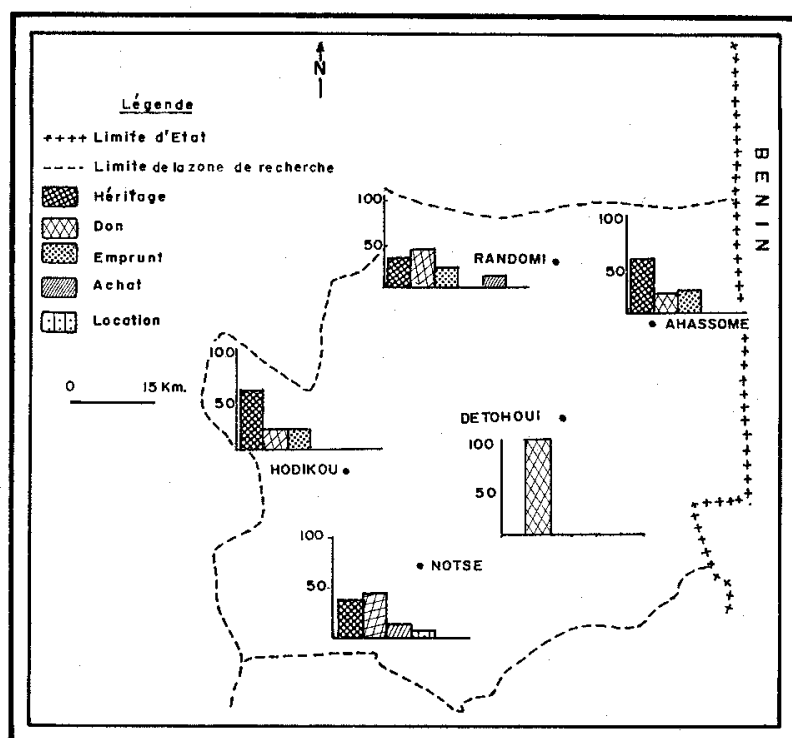 N
Légende
++++ Limite d'Etat
---- Limite de la zone de recherche
Héritage
Don
Emprunt
Achat
Location
0 15 Km.
BENIN
100
50
RANDOMI
100
50
AHASSOME
100
50
HODIKOU
DETOHOUI
100
50
NOTSE
100
50